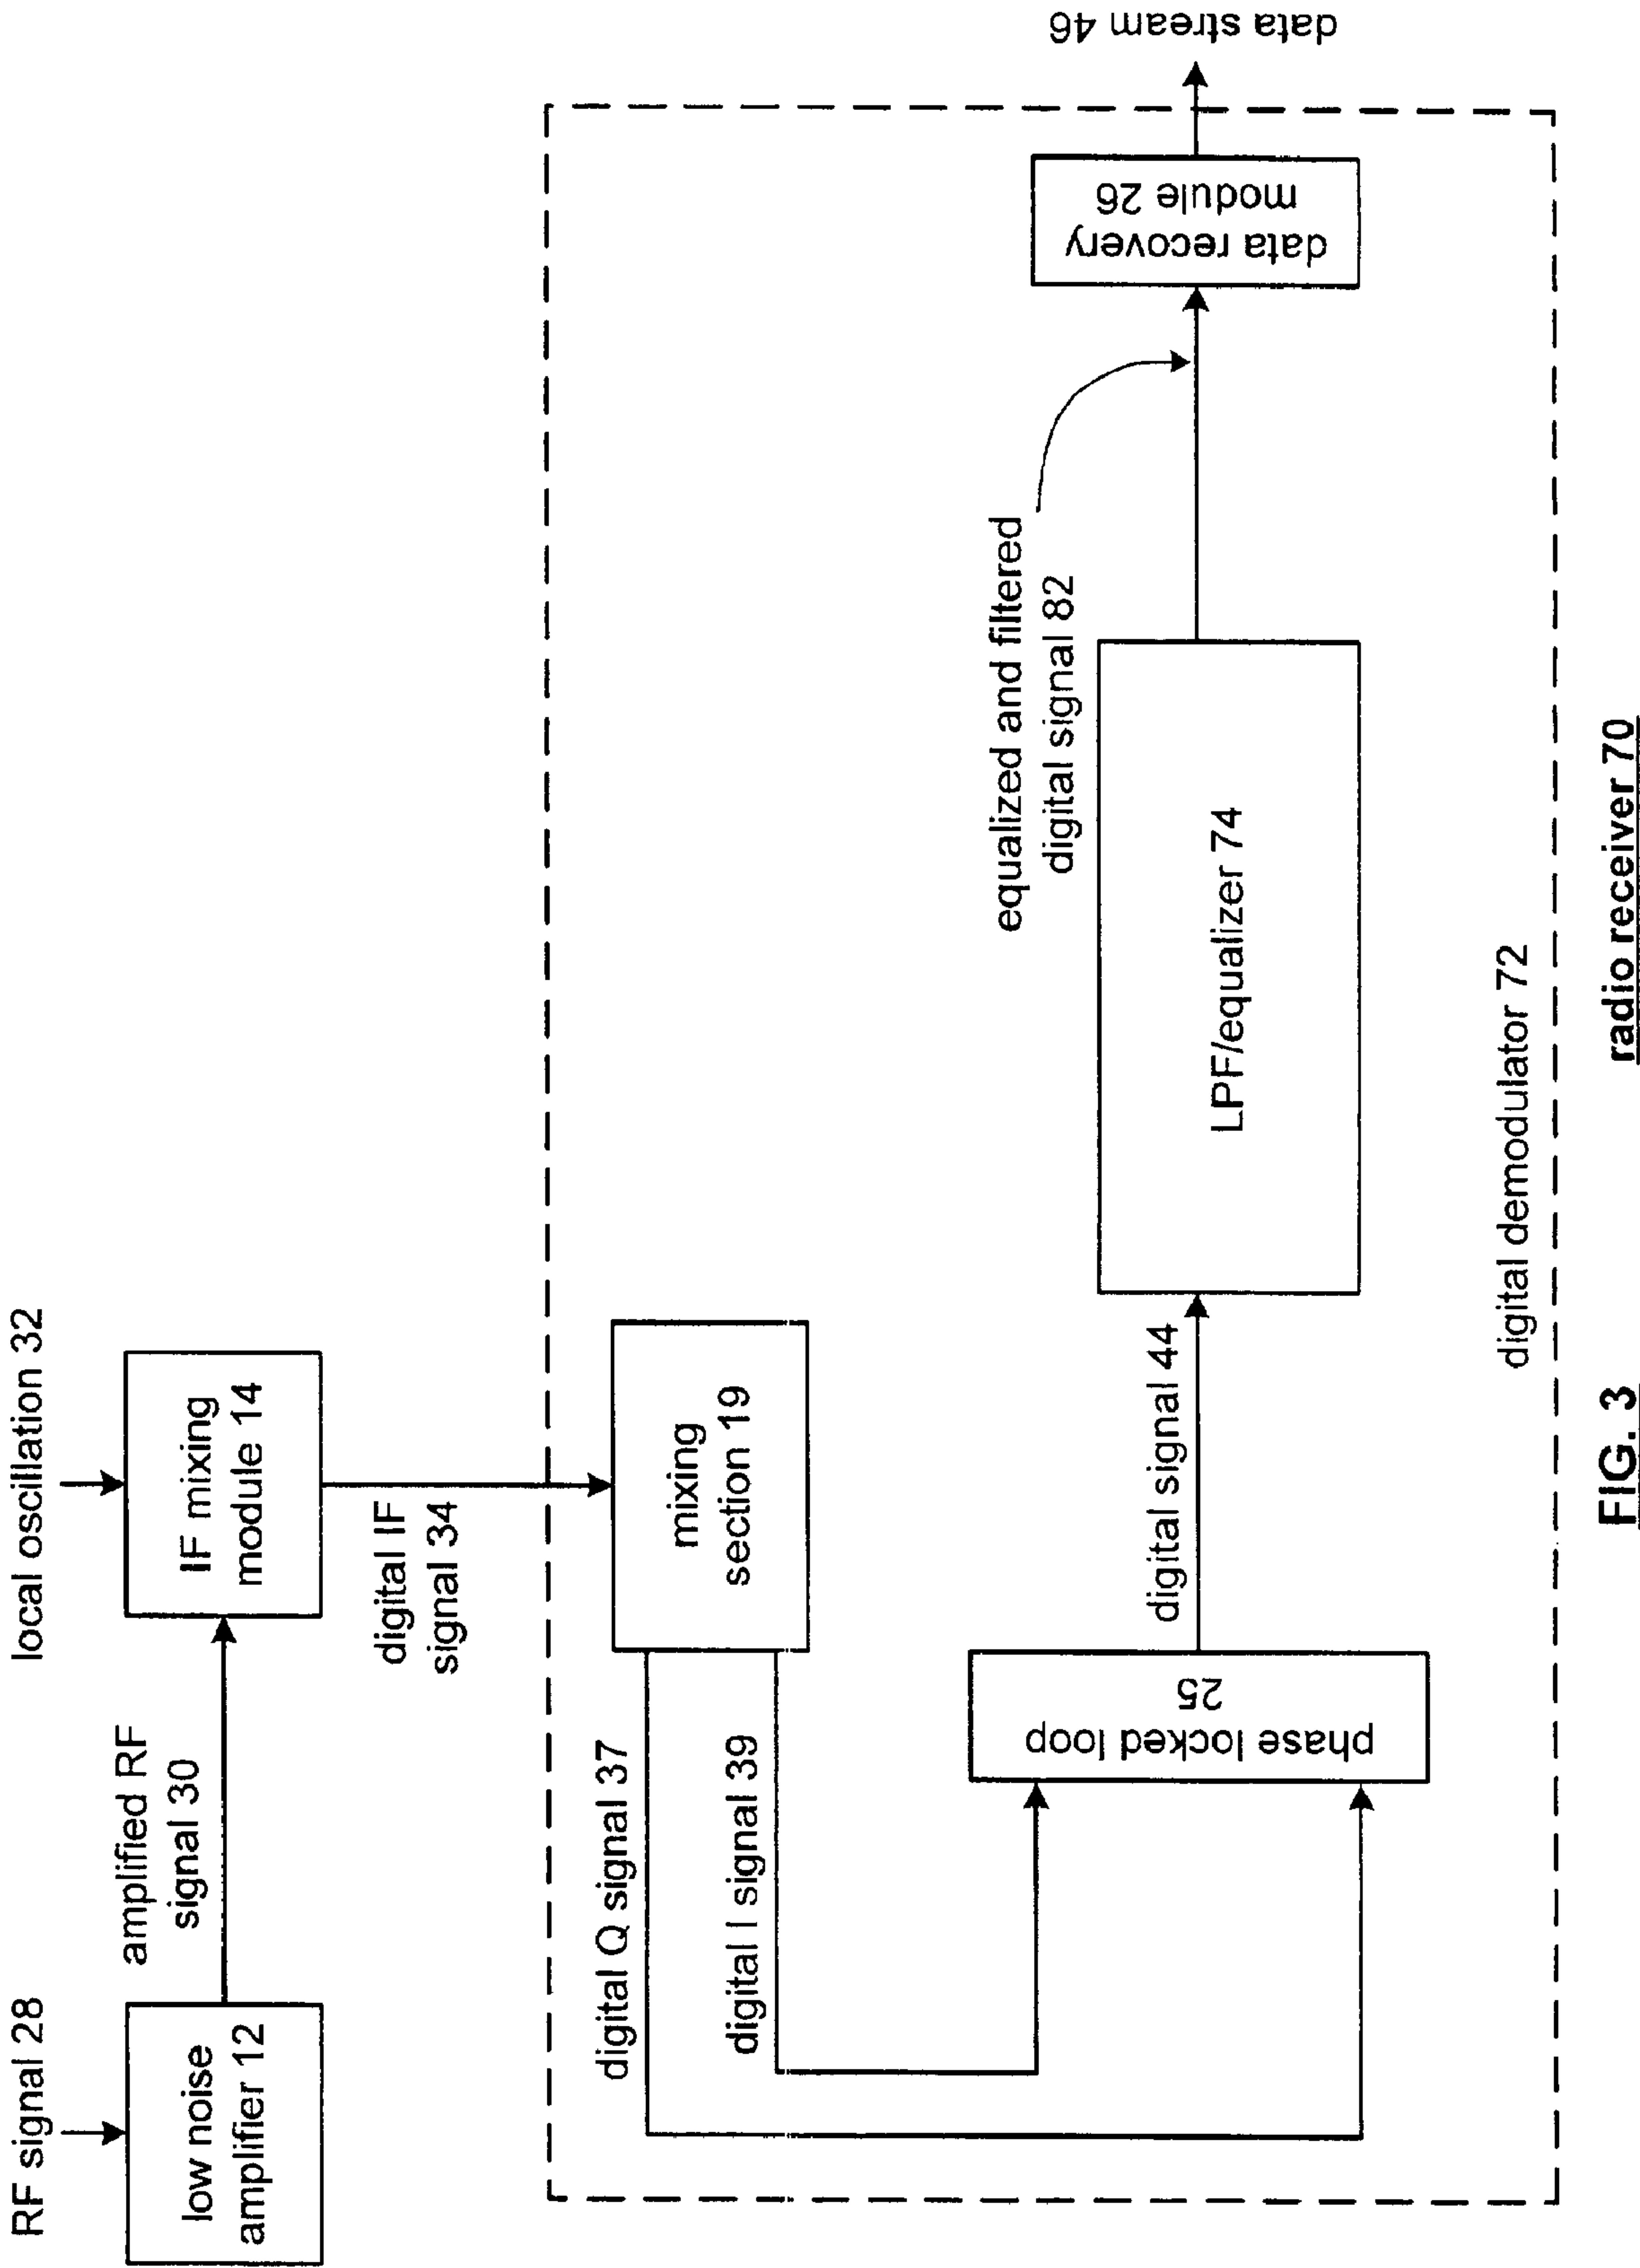 RF signal 28
local oscillation 32
low noise
amplifier 12
amplified RF
signal 30
IF mixing
module 14
digital IF
signal 34
mixing
section 19
digital Q signal 37
digital I signal 39
phase locked loop
25
digital signal 44
LPF/equalizer 74
equalized and filtered
digital signal 82
data recovery
module 26
data stream 46
digital demodulator 72
FIG. 3
radio receiver 70